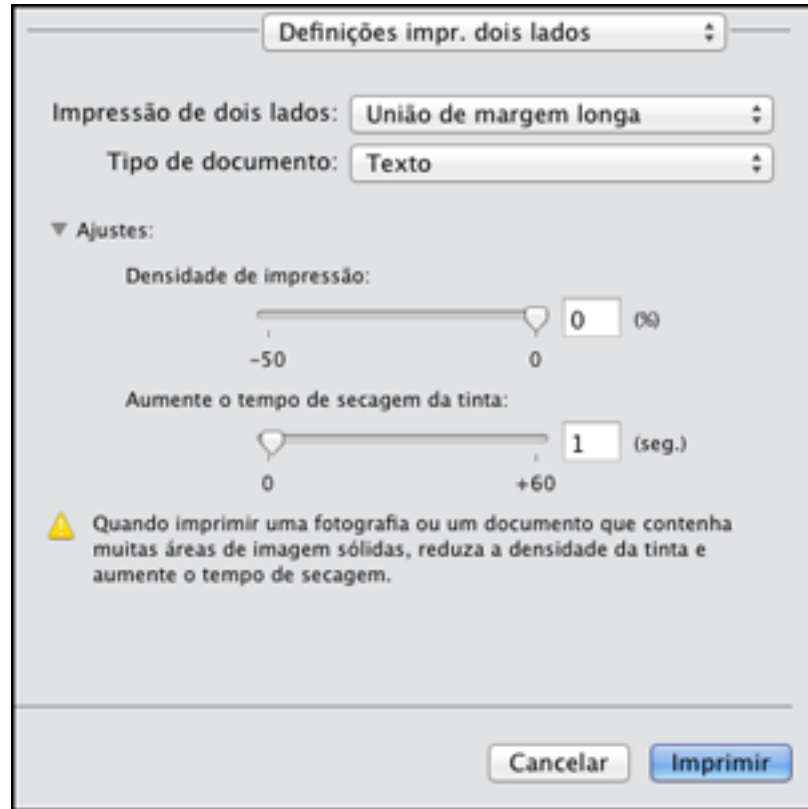 Definições impr. dois lados
Impressão de dois lados: União de margem longa
Tipo de documento: Texto
Ajustes:
Densidade de impressão:
0 (%)
-50 0
Aumente o tempo de secagem da tinta:
1 (seg.)
0 +60
Quando imprimir uma fotografia ou um documento que contenha
muitas áreas de imagem sólidas, reduza a densidade da tinta e
aumente o tempo de secagem.
Cancelar Imprimir